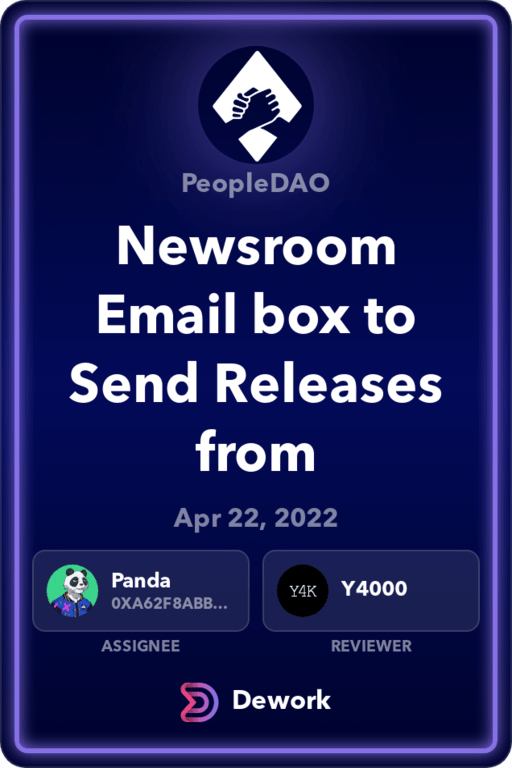 PeopleDAO
Newsroom
Email box to
Send Releases
from
Apr 22, 2022
Panda
0XA62F8ABB...
Y4K
Y4000
ASSIGNEE
REVIEWER
Dework